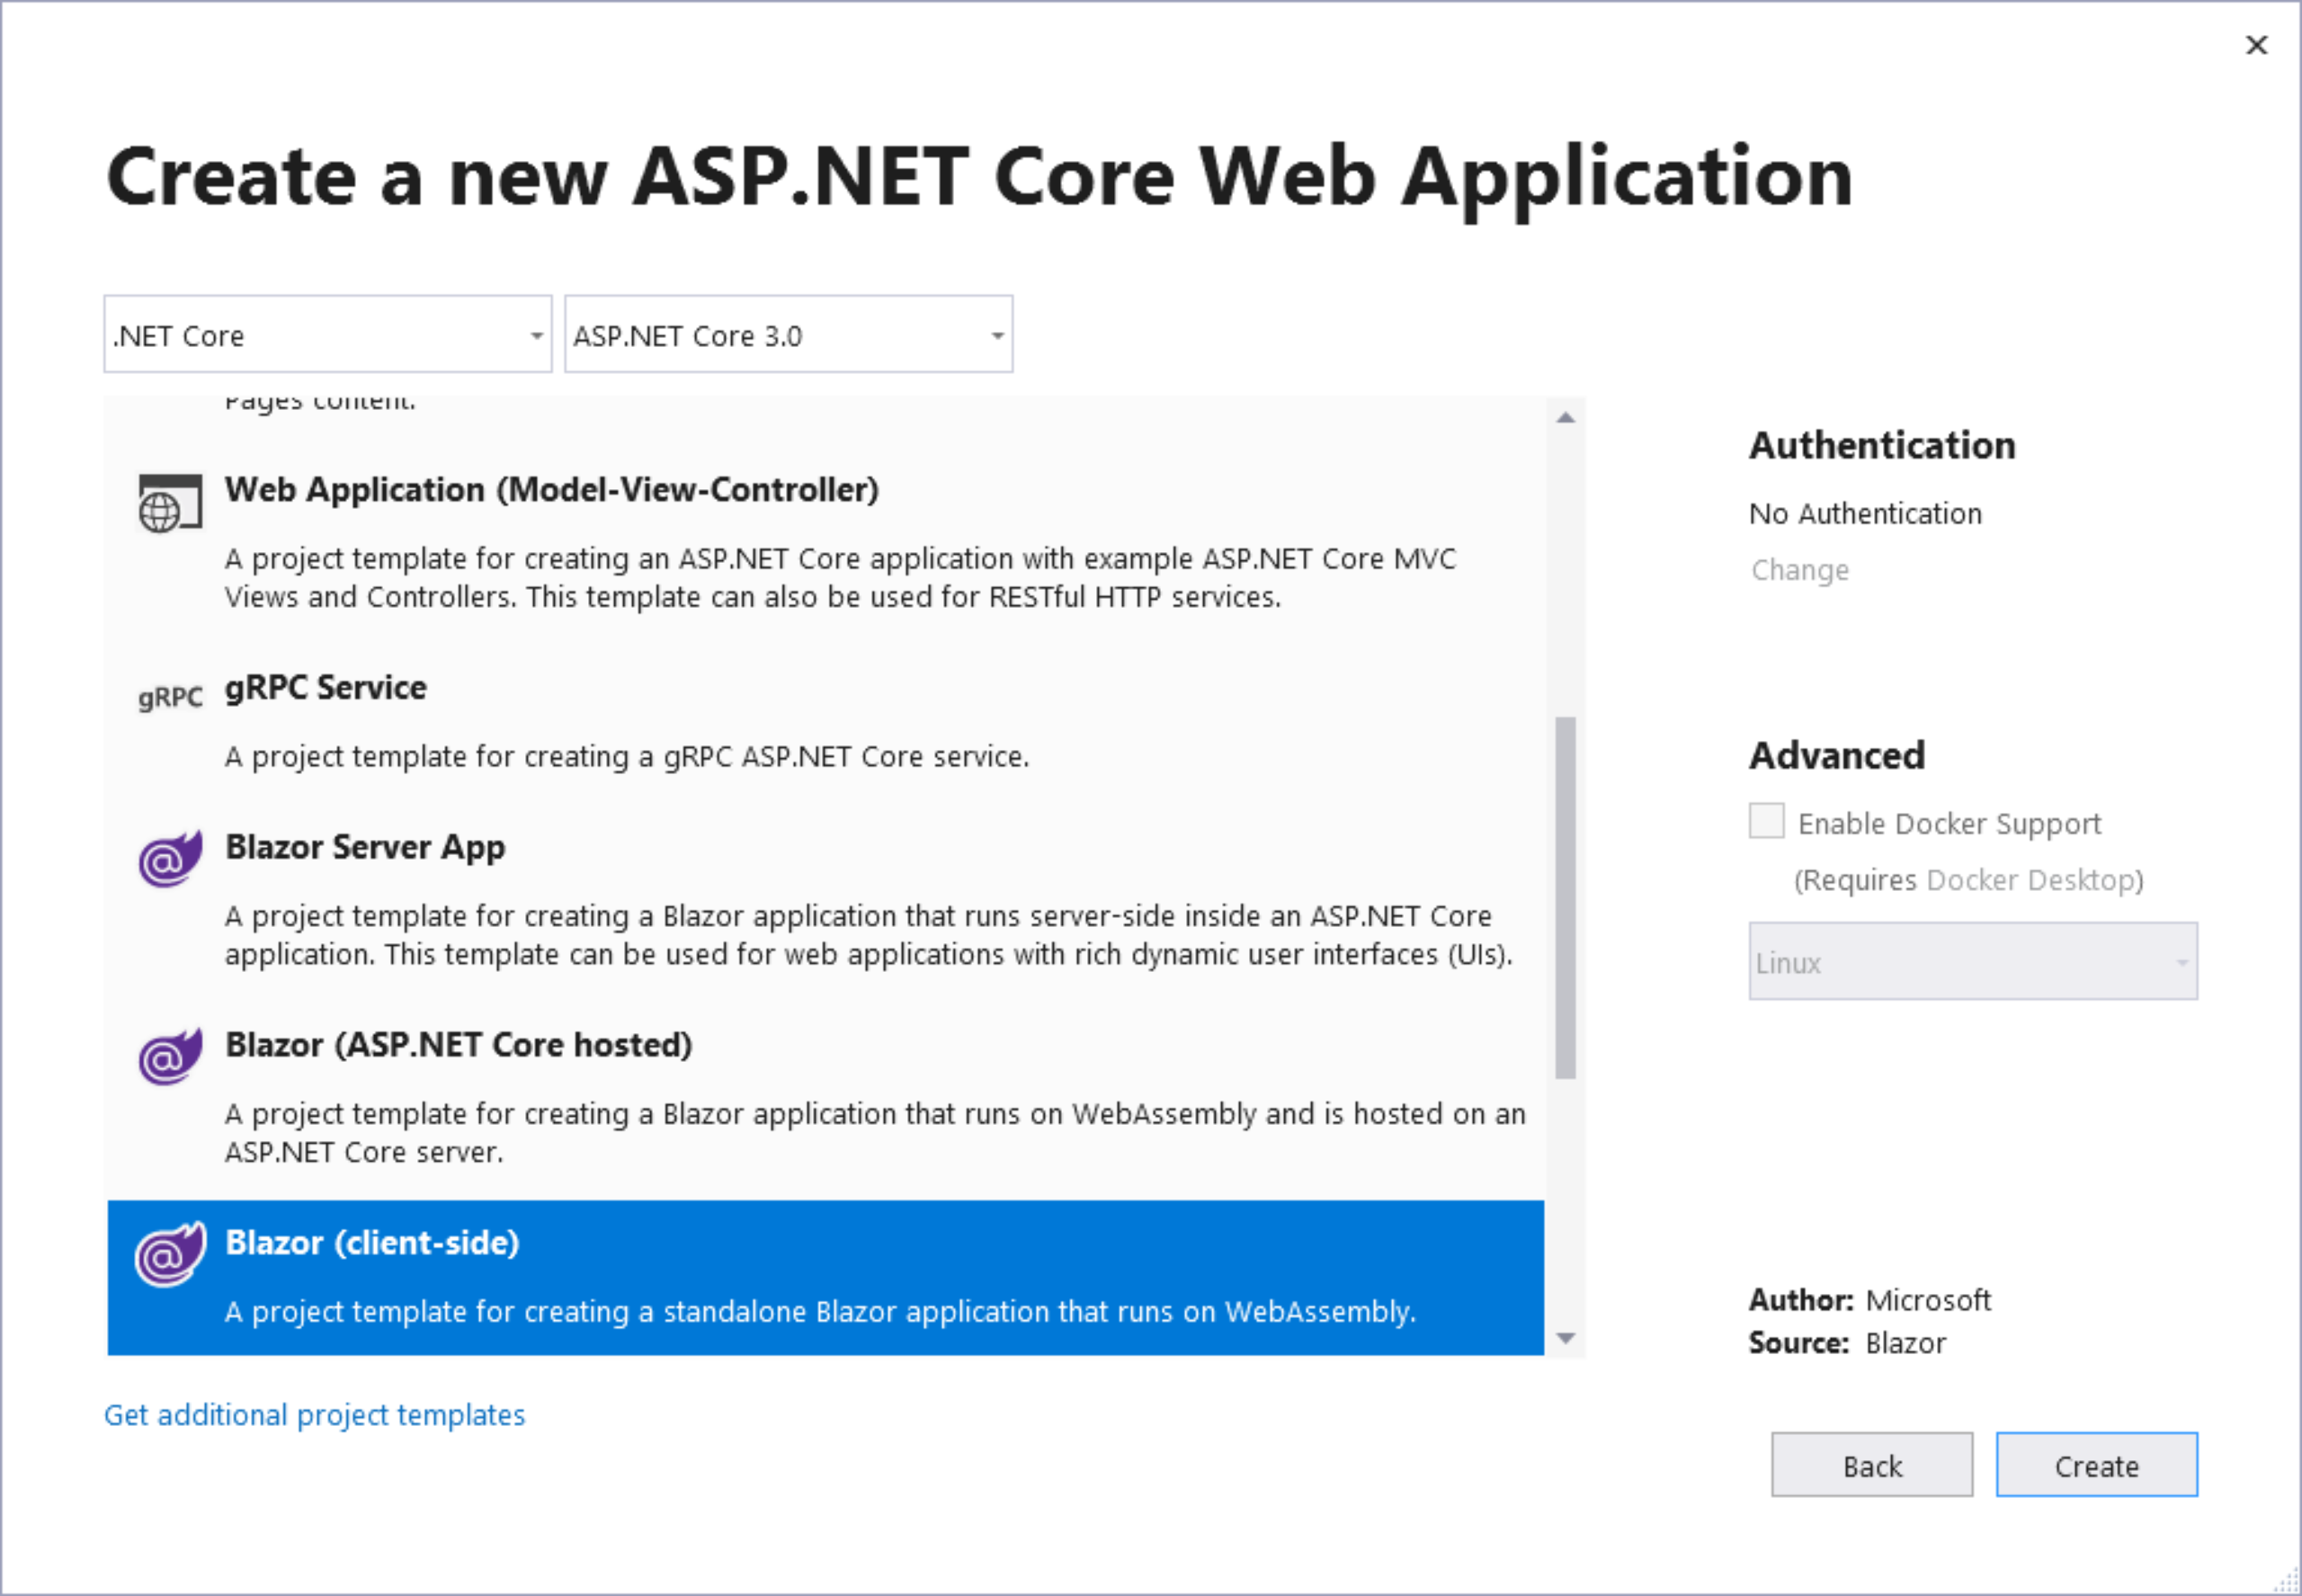 Create a new ASP.NET Core Web Application
.NET Core
ASP.NET Core 3.0
Pages content.
Web Application (Model-View-Controller)
A project template for creating an ASP.NET Core application with example ASP.NET Core MVC
Views and Controllers. This template can also be used for RESTful HTTP services.
gRPC
gRPC Service
A project template for creating a gRPC ASP.NET Core service.
Blazor Server App
A project template for creating a Blazor application that runs server-side inside an ASP.NET Core
application. This template can be used for web applications with rich dynamic user interfaces (UIs).
Blazor (ASP.NET Core hosted)
A project template for creating a Blazor application that runs on WebAssembly and is hosted on an
ASP.NET Core server.
Blazor (client-side)
A project template for creating a standalone Blazor application that runs on WebAssembly.
Get additional project templates
Authentication
No Authentication
Change
Advanced
Enable Docker Support
(Requires Docker Desktop)
Linux
Author: Microsoft
Source: Blazor
Back
Create